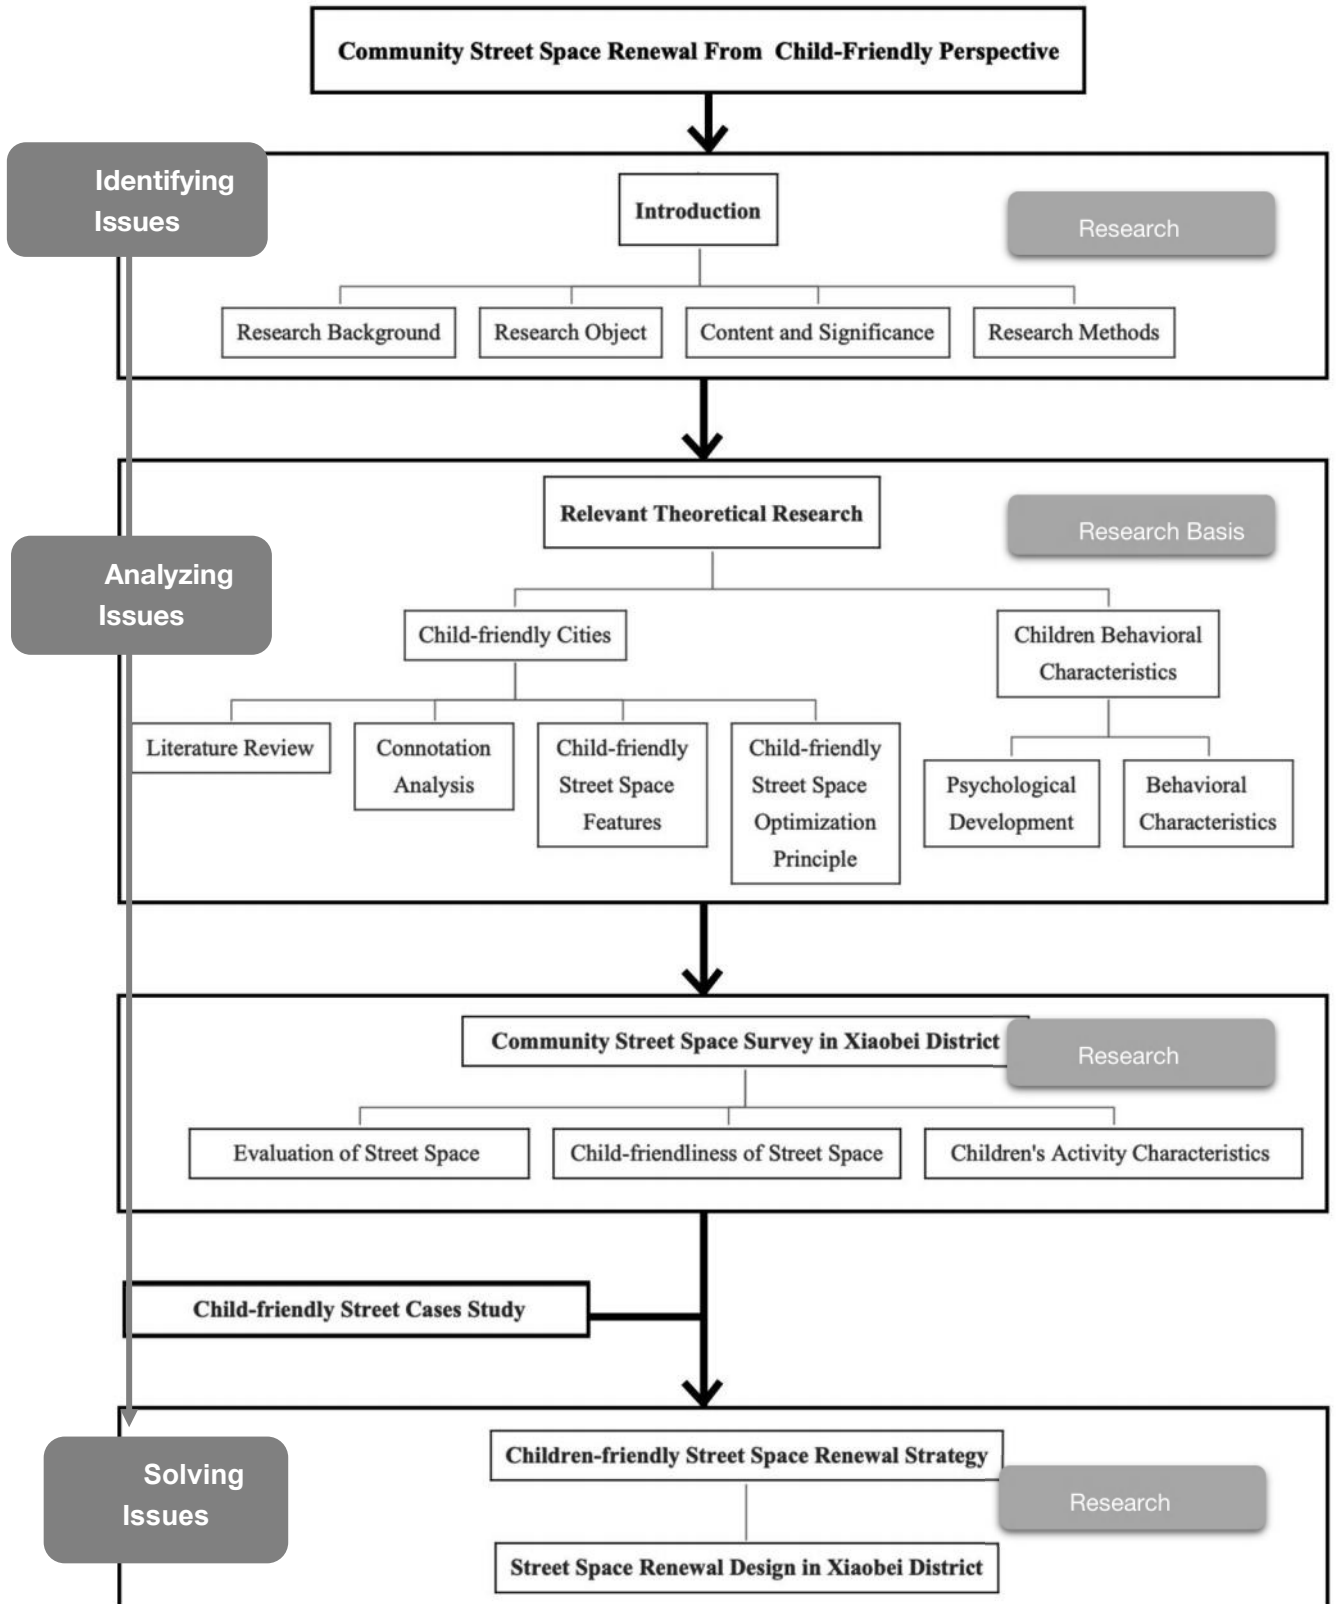 Community Street Space Renewal From Child-Friendly Perspective
Identifying
Issues
Introduction
Research
Research Background
Research Object
Content and Significance
Research Methods
Relevant Theoretical Research
Research Basis
Analyzing
Issues
Child-friendly Cities
Children Behavioral
Characteristics
Literature Review
Connotation
Analysis
Child-friendly
Street Space
Features
Child-friendly
Street Space
Optimization
Principle
Psychological
Development
Behavioral
Characteristics
Community Street Space Survey in Xiaobei District
Research
Evaluation of Street Space
Child-friendliness of Street Space
Children's Activity Characteristics
Child-friendly Street Cases Study
Solving
Issues
Children-friendly Street Space Renewal Strategy
Research
Street Space Renewal Design in Xiaobei District